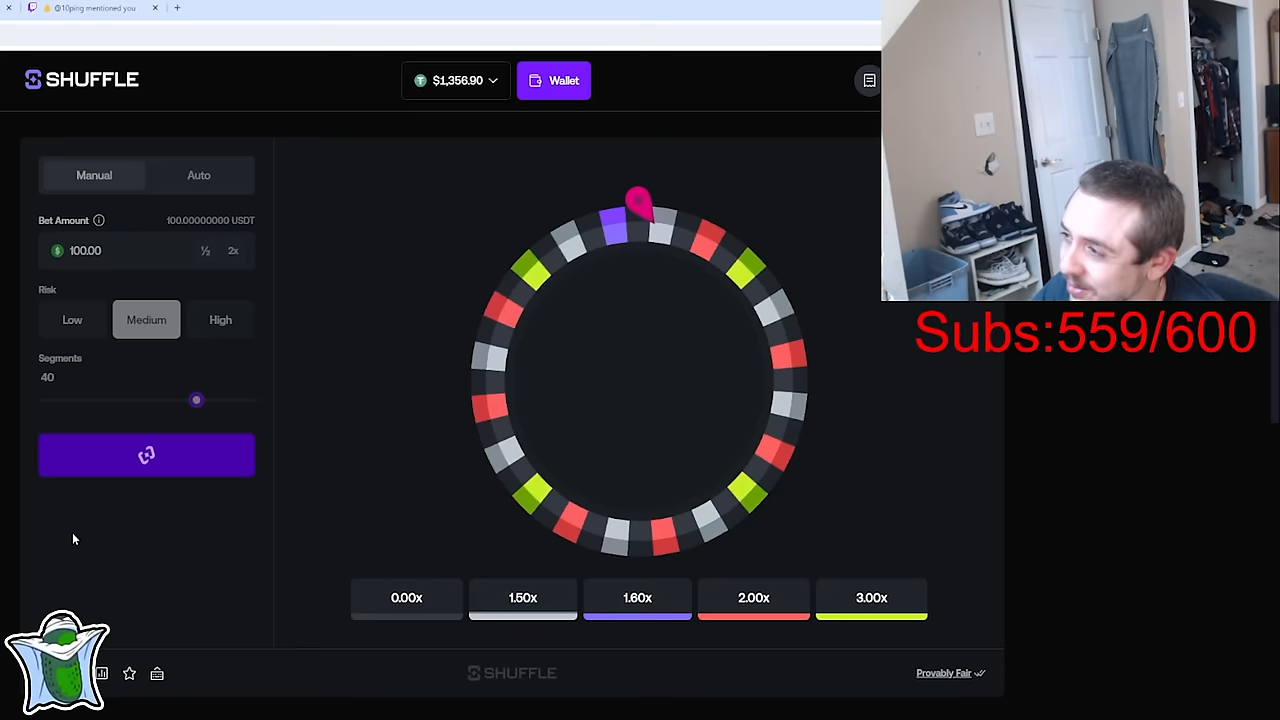 @10ping mentioned you
SHUFFLE
$1,356.90
Wallet
Manual
Auto
Bet Amount
100.00000000 USDT
$ 100.00
½
2x
Risk
Low
Medium
High
Segments
40
0.00x
1.50x
1.60x
2.00x
3.00x
SHUFFLE
Provably Fair
Subs:559/600